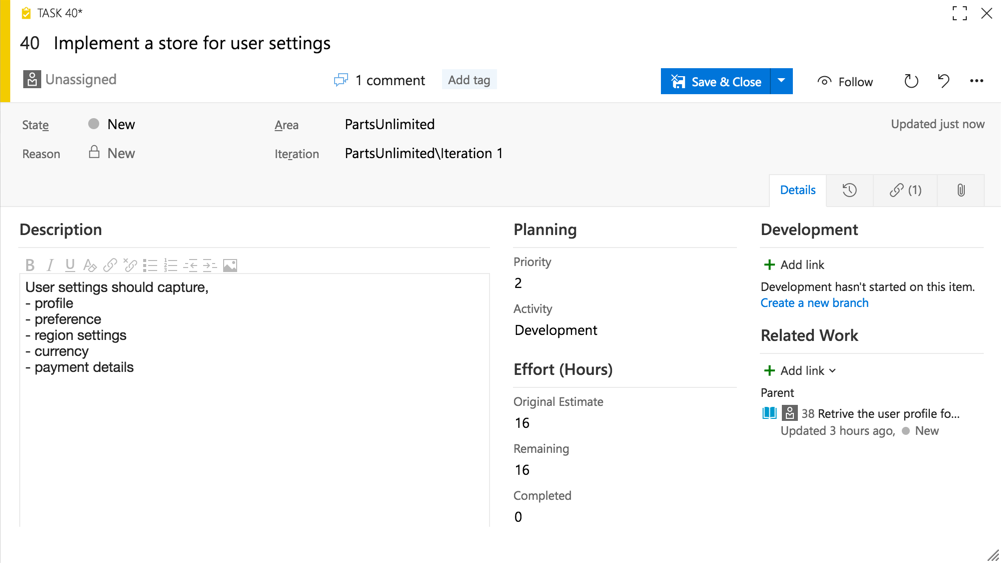 TASK 40*
40 Implement a store for user settings
Unassigned
1 comment
Add tag
Save & Close
Follow
State
New
Area
PartsUnlimited
Updated just now
Reason
New
Iteration
PartsUnlimited\Iteration 1
Details
(1)
Description
B I U A
User settings should capture,
- profile
- preference
- region settings
- currency
- payment details
Planning
Priority
2
Activity
Development
Effort (Hours)
Original Estimate
16
Remaining
16
Completed
0
Development
+ Add link
Development hasn't started on this item.
Create a new branch
Related Work
+ Add link
Parent
38 Retrive the user profile fo...
Updated 3 hours ago, New